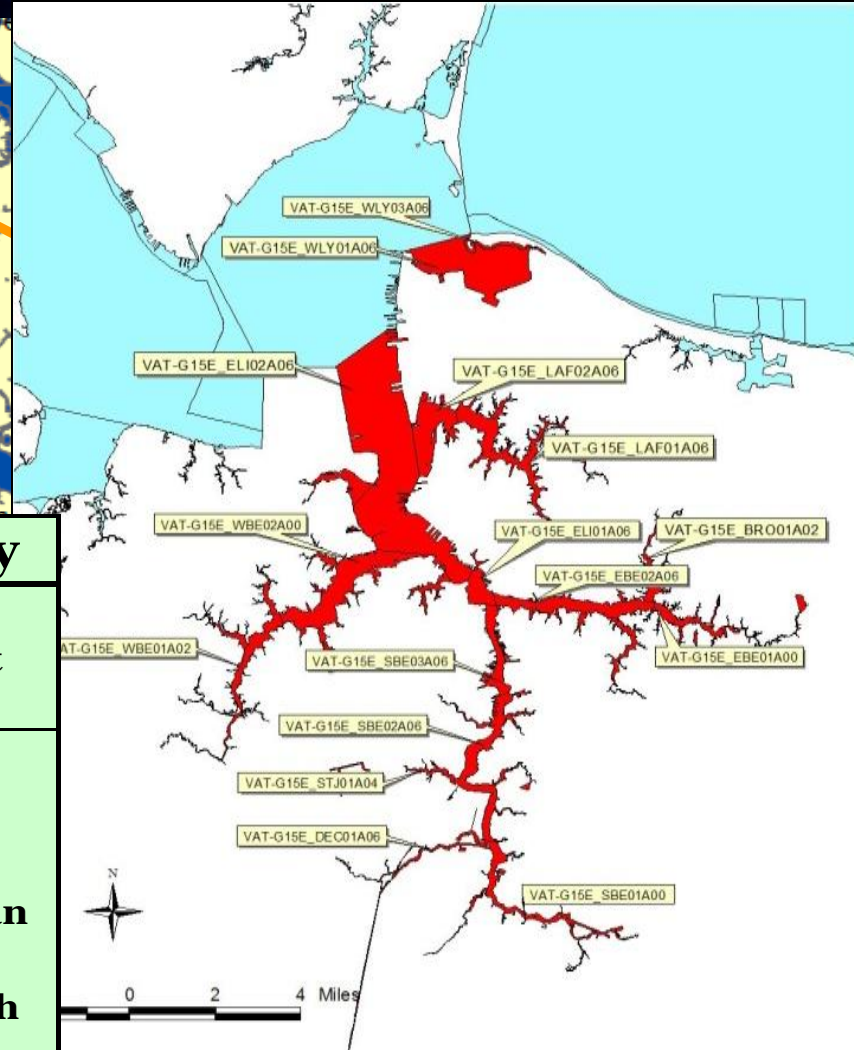 VAT-G15E_WLY03A06
VAT-G15E_WLY01A06
VAT-G15E_ELI02A06
VAT-G15E_LAF02A06
VAT-G15E_LAF01A06
VAT-G15E_WBE02A00
VAT-G15E_ELI01A06
VAT-G15E_BRO01A02
VAT-G15E_EBE02A06
AT-G15E_WBE01A02
VAT-G15E_SBE03A06
VAT-G15E_EBE01A00
VAT-G15E_SBE02A06
VAT-G15E_STJ01A04
VAT-G15E_DEC01A06
VAT-G15E_SBE01A00
N
0 2 4 Miles
y
t
n
h